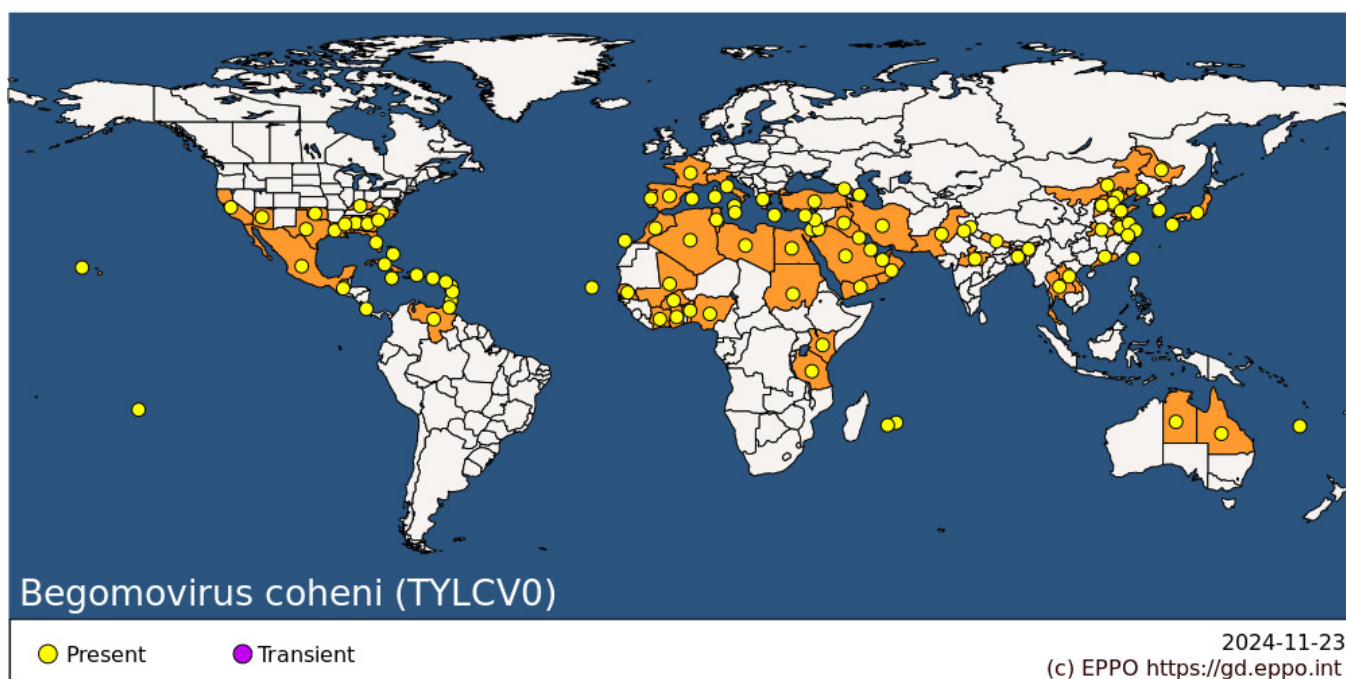 Begomovirus coheni (TYLCV0)
Present
Transient
2024-11-23
(c) EPPO https://gd.eppo.int